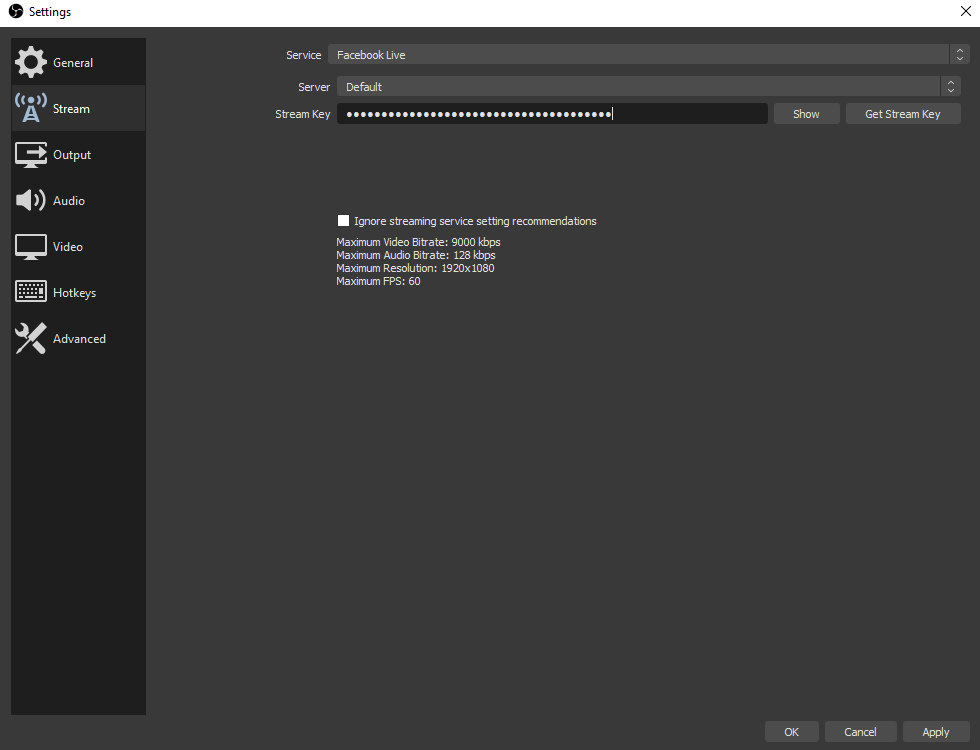 Settings
General
Stream
Output
Audio
Video
Hotkeys
Advanced
Service Facebook Live
Server Default
Stream Key •••••••••••••••••••••••••••••••••••••• Show Get Stream Key
Ignore streaming service setting recommendations
Maximum Video Bitrate: 9000 kbps
Maximum Audio Bitrate: 128 kbps
Maximum Resolution: 1920x1080
Maximum FPS: 60
OK Cancel Apply